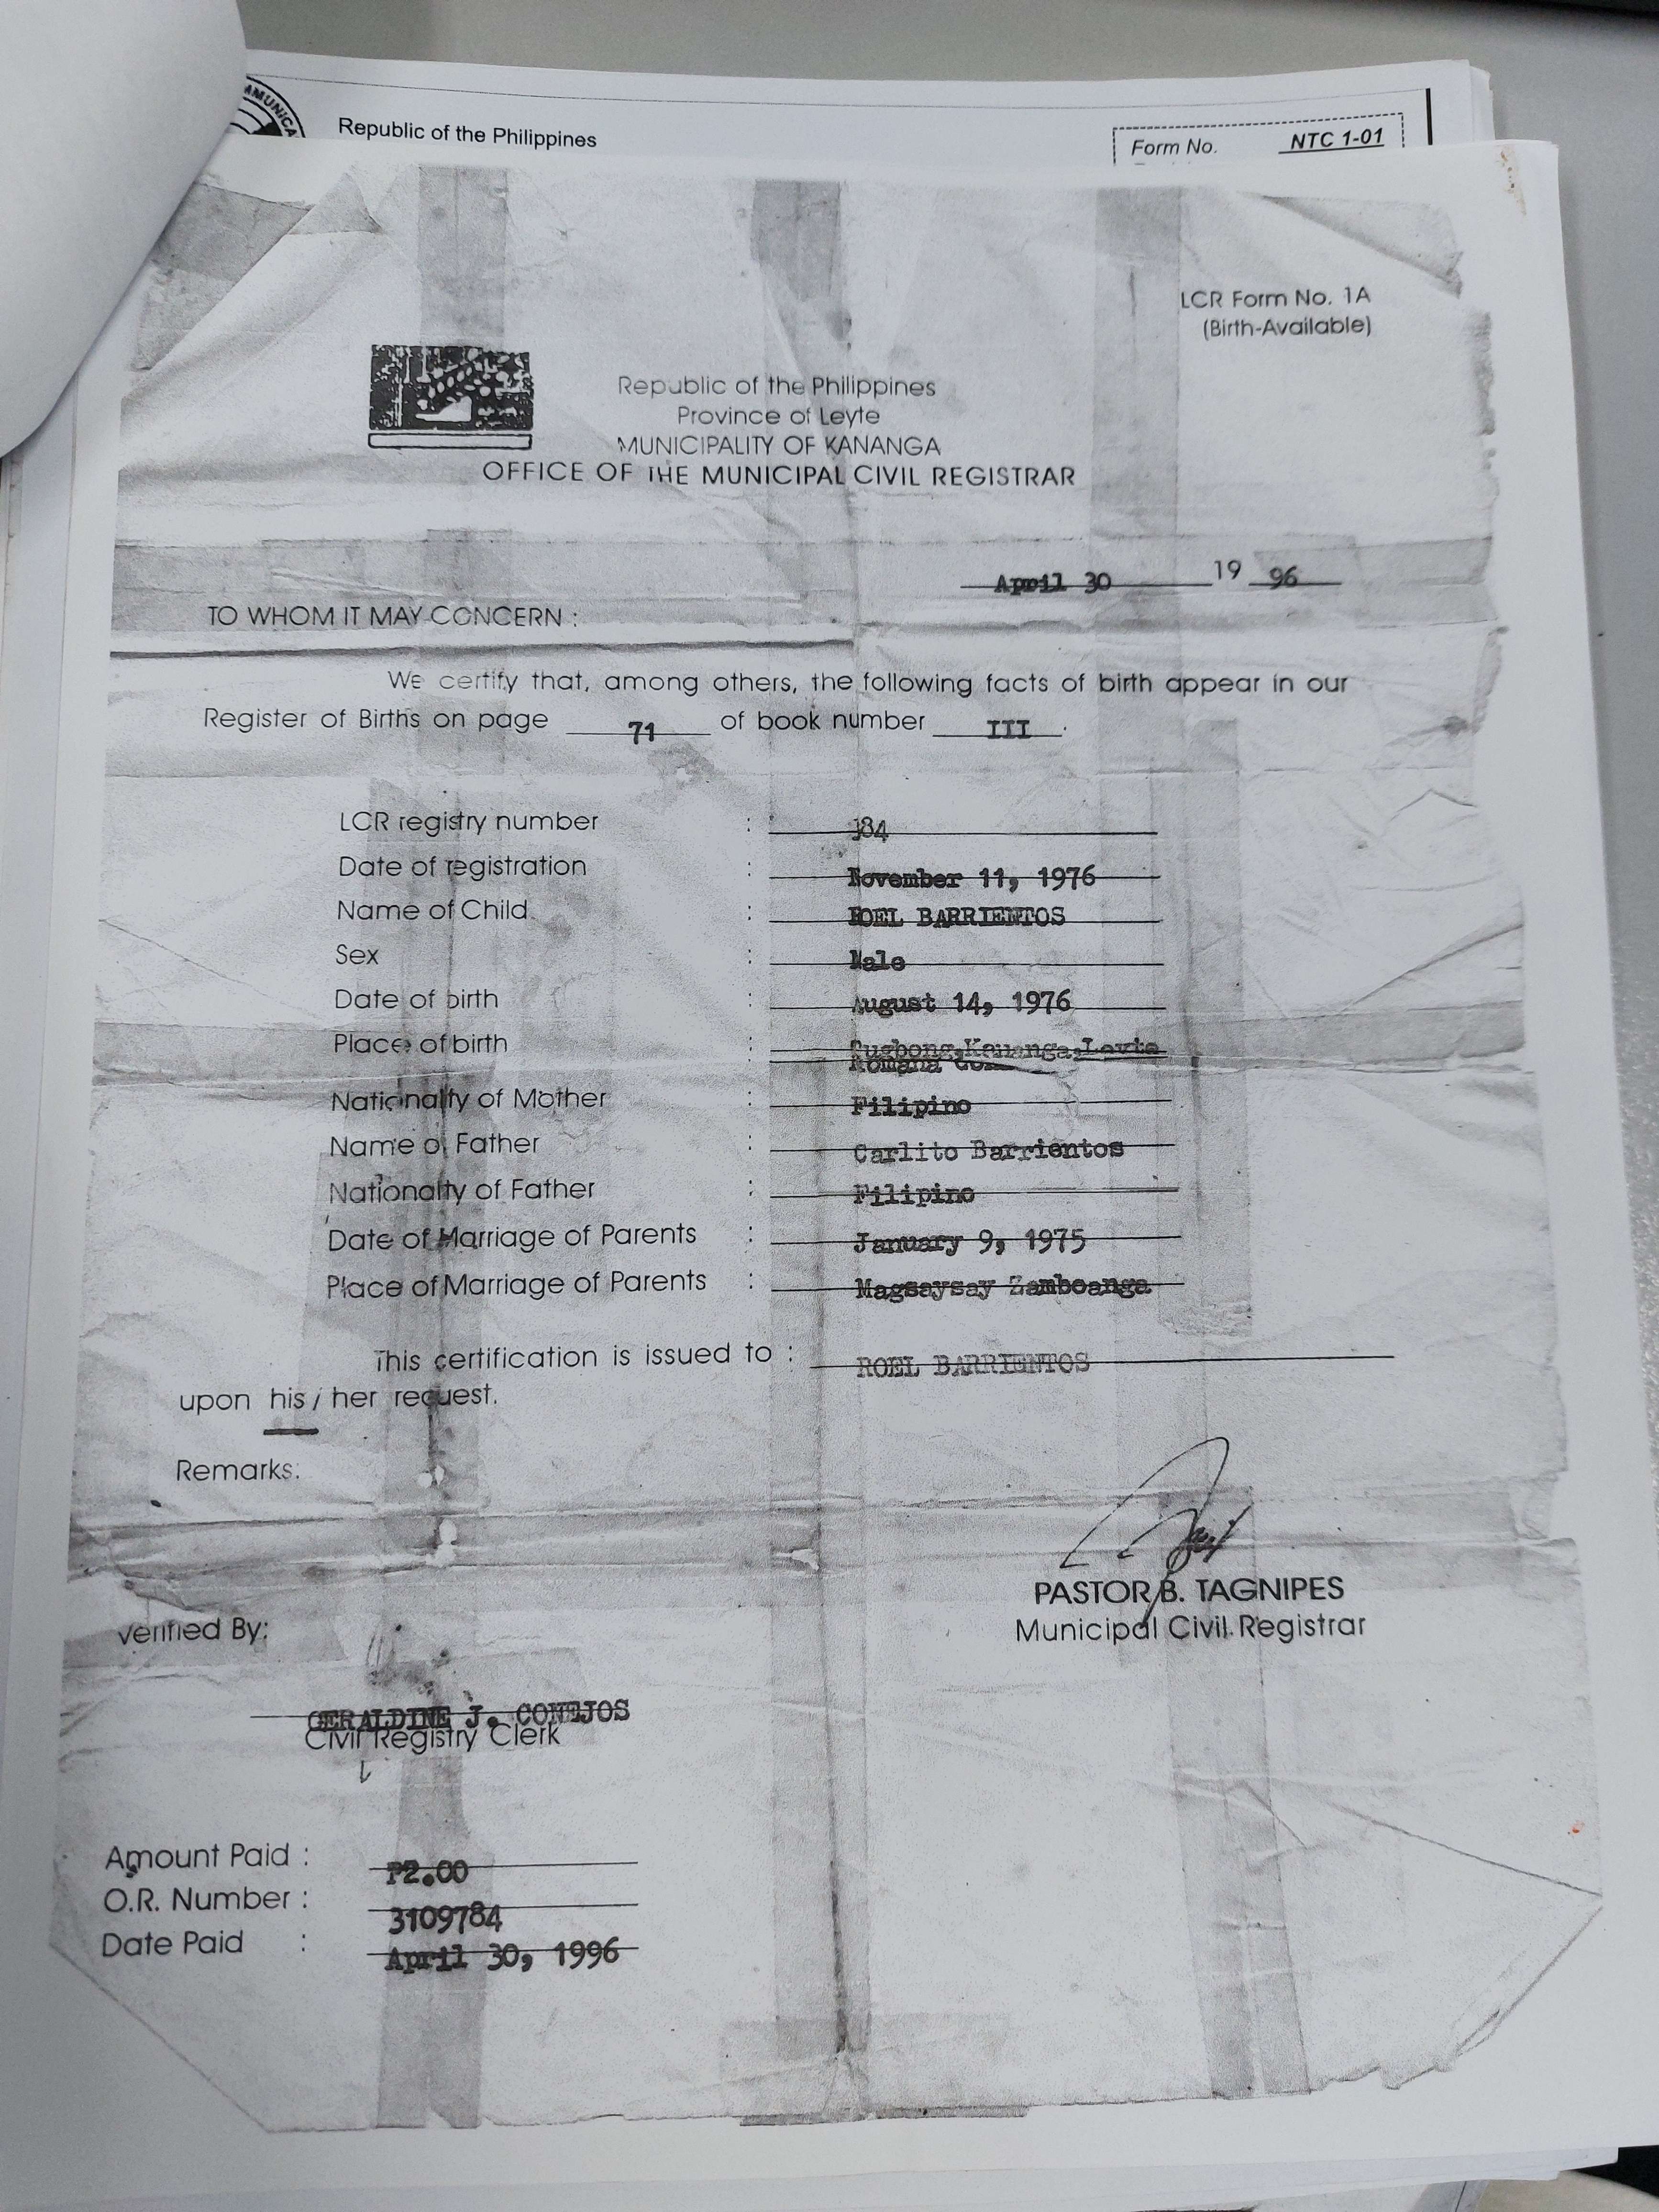 Republic of the Philippines
Form No. NTC 1-01
LCR Form No. 1A
(Birth-Available)
Republic of the Philippines
Province of Leyte
MUNICIPALITY OF KANANGA
OFFICE OF THE MUNICIPAL CIVIL REGISTRAR
April 30 19 96
TO WHOM IT MAY CONCERN :
We certify that, among others, the following facts of birth appear in our
Register of Births on page 71 of book number III .
LCR registry number :
Date of registration : November 11, 1976
Name of Child : ROEL BARRIENTOS
Sex : Male
Date of birth : August 14, 1976
Place of birth : Kananga, Leyte
Romana
Nationality of Mother : Filipino
Name of Father : Carlito Barrientos
Nationalty of Father : Filipino
Date of Marriage of Parents : January 9, 1975
Place of Marriage of Parents : Magsaysay Zamboanga
This certification is issued to : ROEL BARRIENTOS
upon his / her request.
Remarks:
PASTOR B. TAGNIPES
Municipal Civil Registrar
Verified By:
GERALDINE J. CONEJOS
Civil Registry Clerk
Amount Paid : P2.00
O.R. Number : 3109784
Date Paid : April 30, 1996